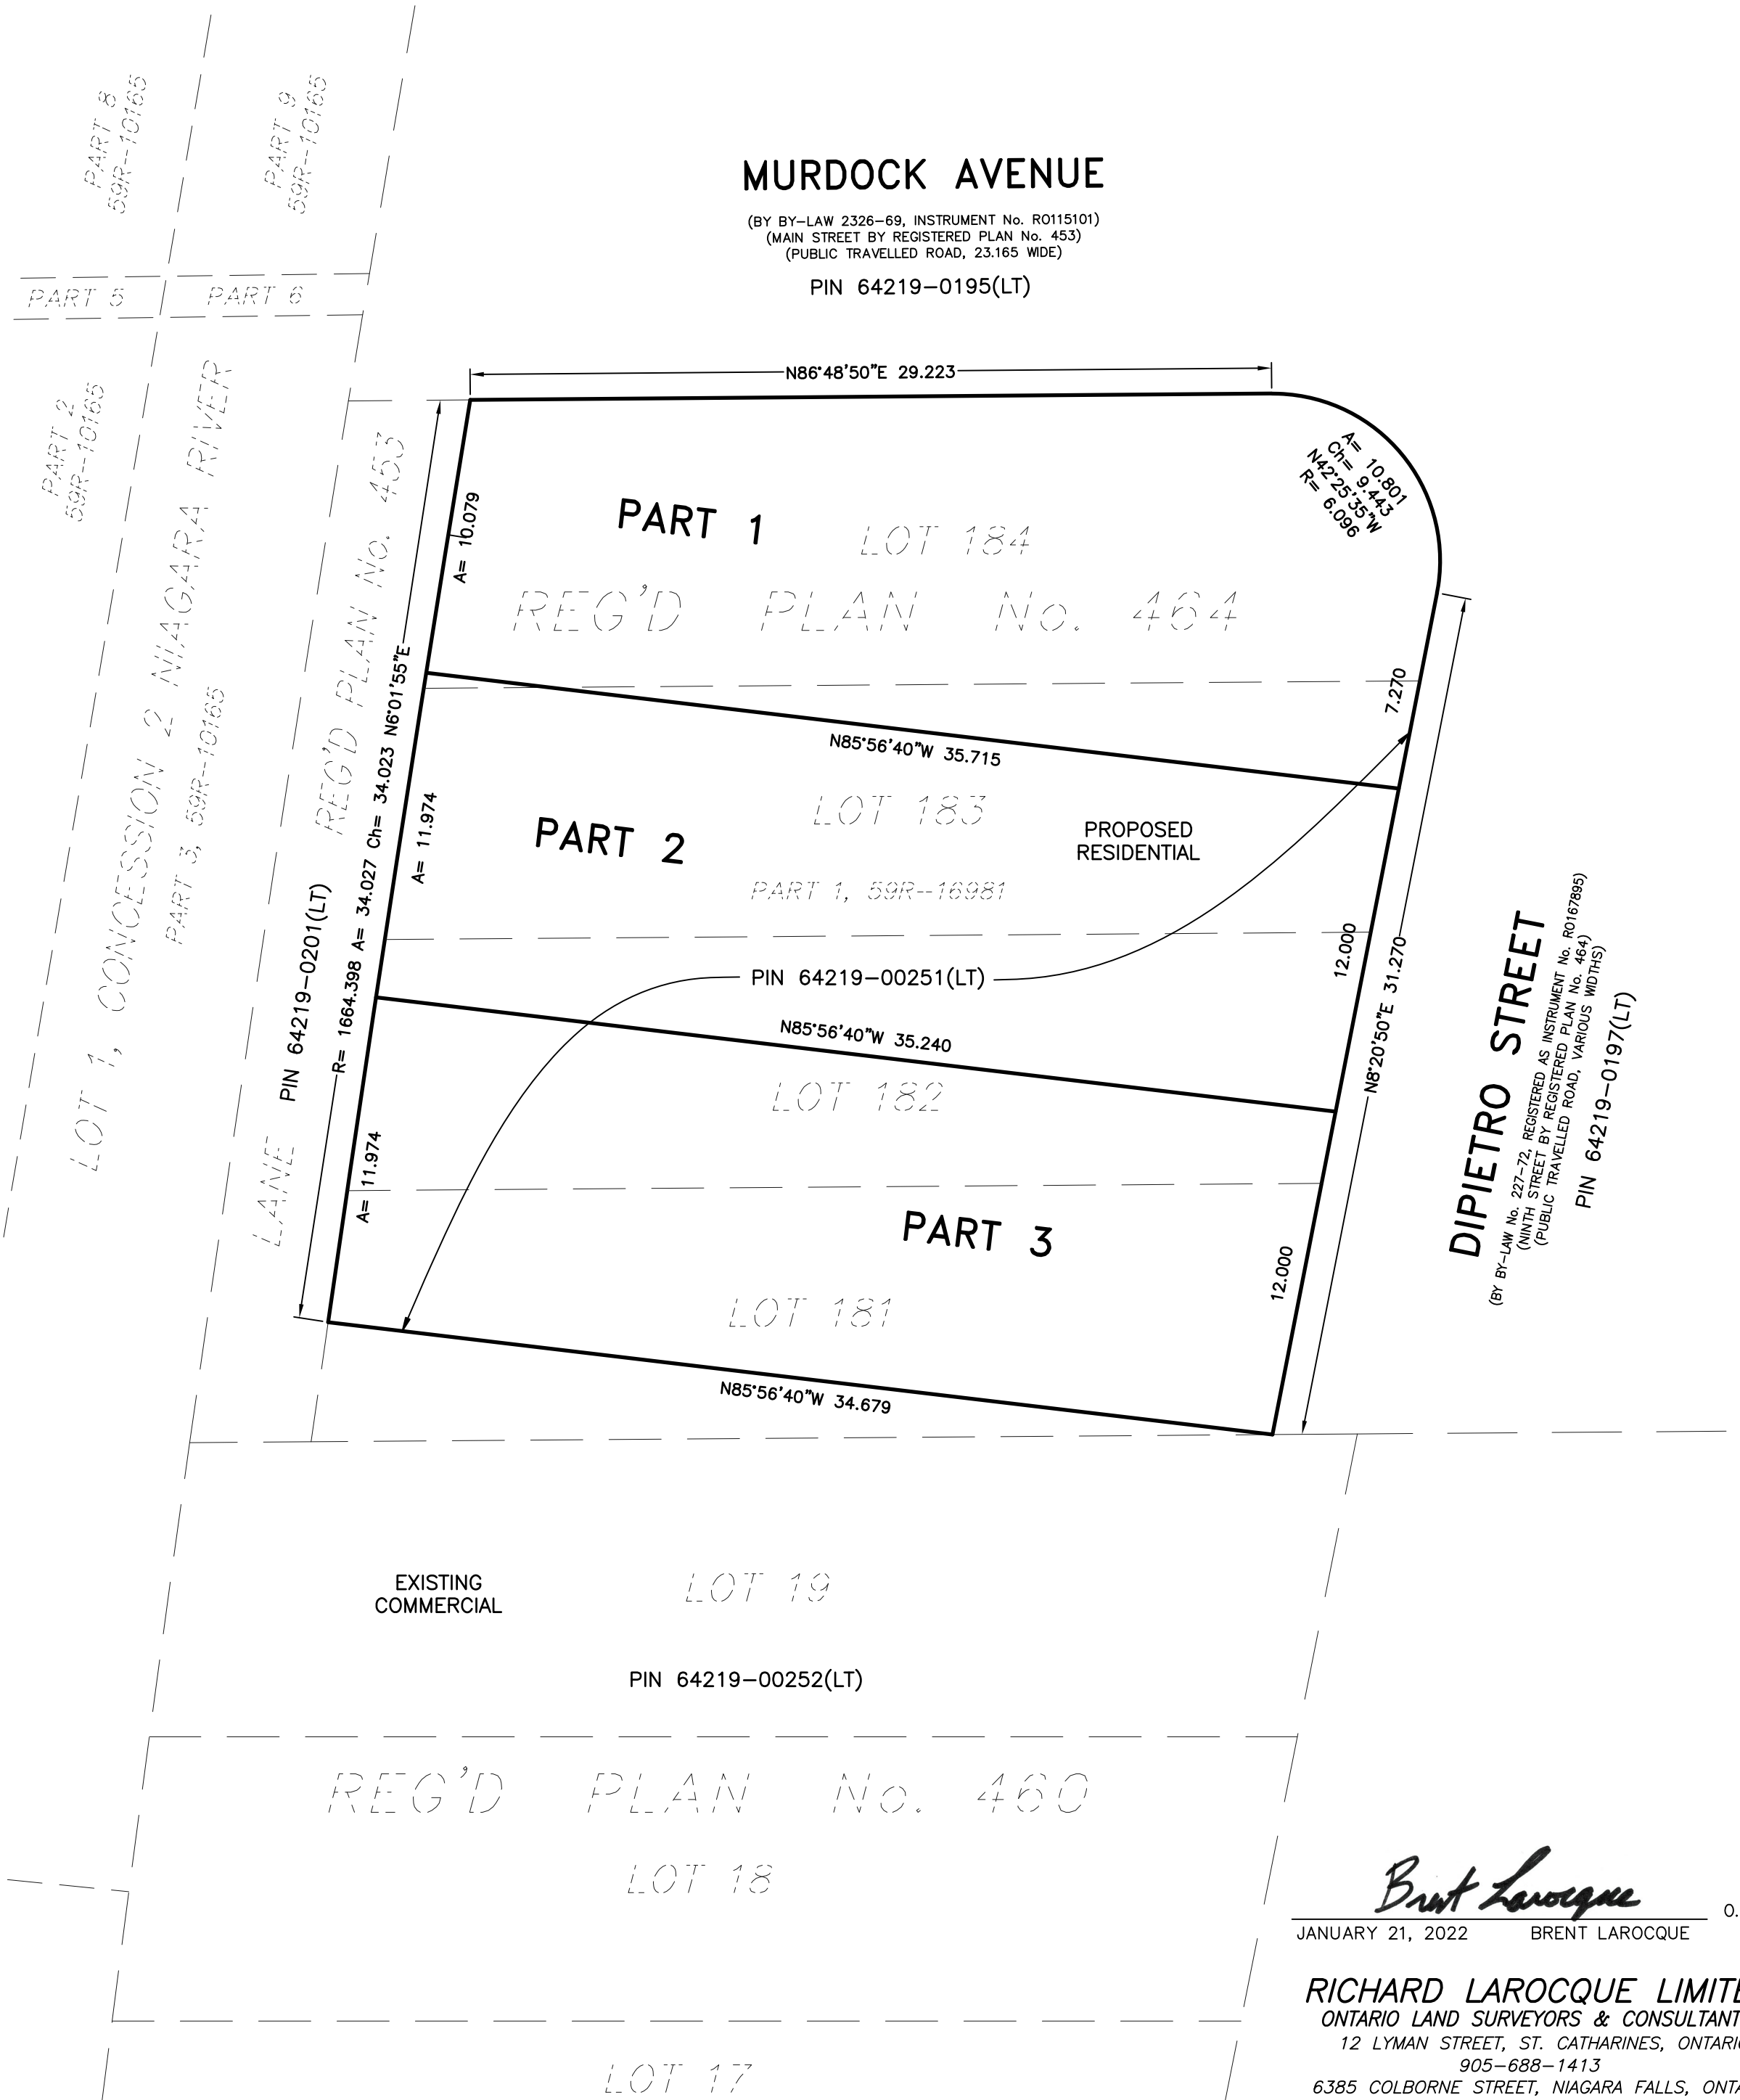 PART 8
59R-10165
PART 9
59R-10165
MURDOCK AVENUE
(BY BY-LAW 2326-69, INSTRUMENT No. RO115101)
(MAIN STREET BY REGISTERED PLAN No. 453)
(PUBLIC TRAVELLED ROAD, 23.165 WIDE)
PIN 64219-0195(LT)
PART 5
PART 6
PART 2
59R-10165
LOT 1, CONCESSION 2 NIAGARA RIVER
PART 3, 59R-10165
LANE REG'D PLAN No. 453
PIN 64219-0201(LT)
R= 1664.398 A= 34.027 Ch= 34.023 N6°01'55"E
N86°48'50"E 29.223
A= 10.801
Ch= 9.443
N42°25'35"W
R= 6.096
A= 10.079
PART 1
LOT 184
REG'D PLAN No. 464
7.270
N85°56'40"W 35.715
A= 11.974
PART 2
LOT 183
PROPOSED
RESIDENTIAL
PART 1, 59R-16981
12.000
PIN 64219-00251(LT)
N8°20'50"E 31.270
N85°56'40"W 35.240
LOT 182
A= 11.974
PART 3
12.000
LOT 181
N85°56'40"W 34.679
DIPIETRO STREET
(BY BY-LAW No. 227-72, REGISTERED AS INSTRUMENT No. RO167895)
(NINTH STREET BY REGISTERED PLAN No. 464)
(PUBLIC TRAVELLED ROAD, VARIOUS WIDTHS)
PIN 64219-0197(LT)
EXISTING
COMMERCIAL
LOT 19
PIN 64219-00252(LT)
REG'D PLAN No. 460
LOT 18
LOT 17
Brent Larocque
O.
JANUARY 21, 2022 BRENT LAROCQUE
RICHARD LAROCQUE LIMITE
ONTARIO LAND SURVEYORS & CONSULTANT
12 LYMAN STREET, ST. CATHARINES, ONTARIO
905-688-1413
6385 COLBORNE STREET, NIAGARA FALLS, ONTA